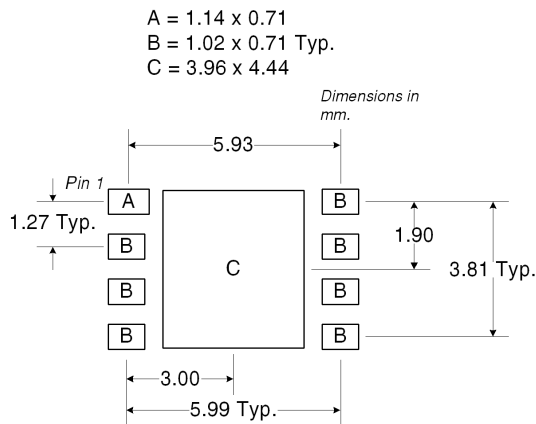 A = 1.14 x 0.71
B = 1.02 x 0.71 Typ.
C = 3.96 x 4.44
Dimensions in
mm.
5.93
Pin 1
A
B
1.27 Typ.
B
B
1.90
C
3.81 Typ.
B
B
B
B
3.00
5.99 Typ.